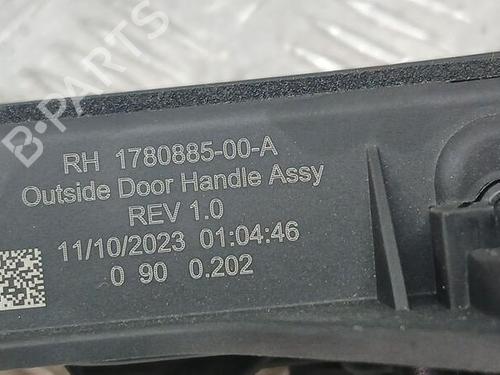 B-PARTS
RH 1780885-00-A
Outside Door Handle Assy
REV 1.0
11/10/2023 01:04:46
0 90 0.202